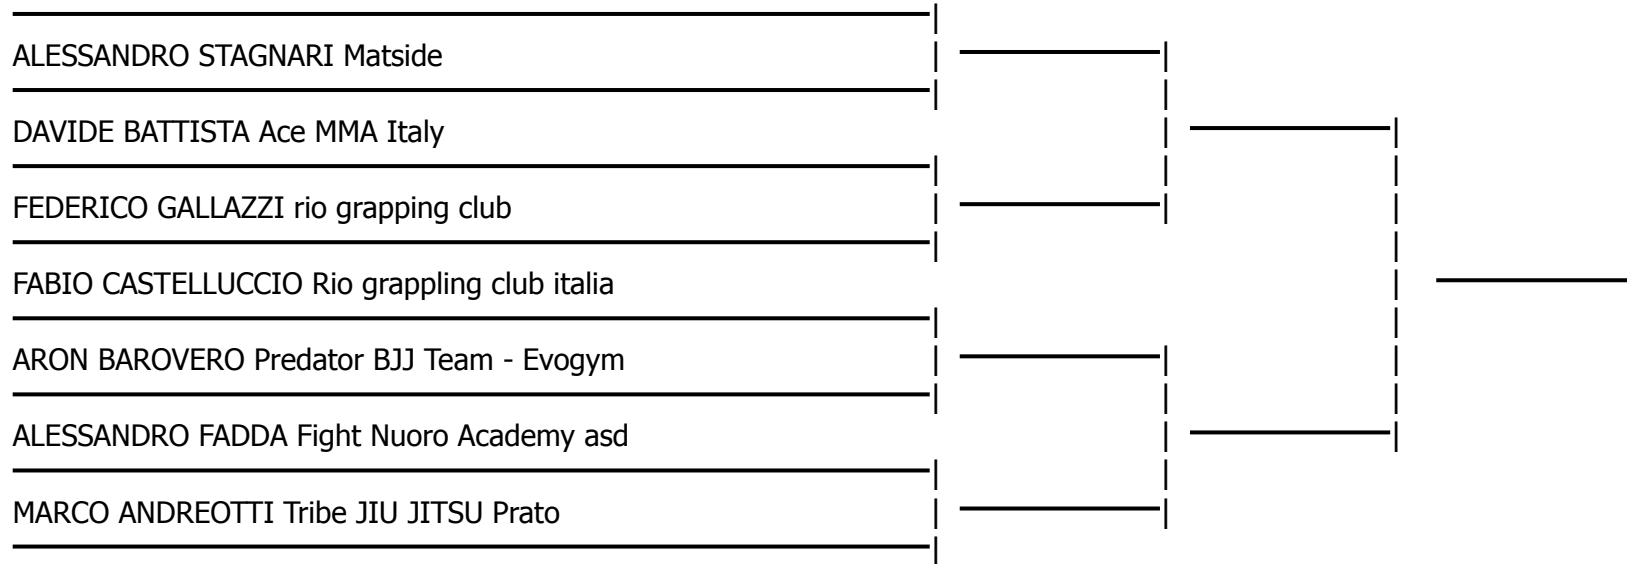 ALESSANDRO STAGNARI Matside
DAVIDE BATTISTA Ace MMA Italy
FEDERICO GALLAZZI rio grapping club
FABIO CASTELLUCCIO Rio grappling club italia
ARON BAROVERO Predator BJJ Team - Evogym
ALESSANDRO FADDA Fight Nuoro Academy asd
MARCO ANDREOTTI Tribe JIU JITSU Prato